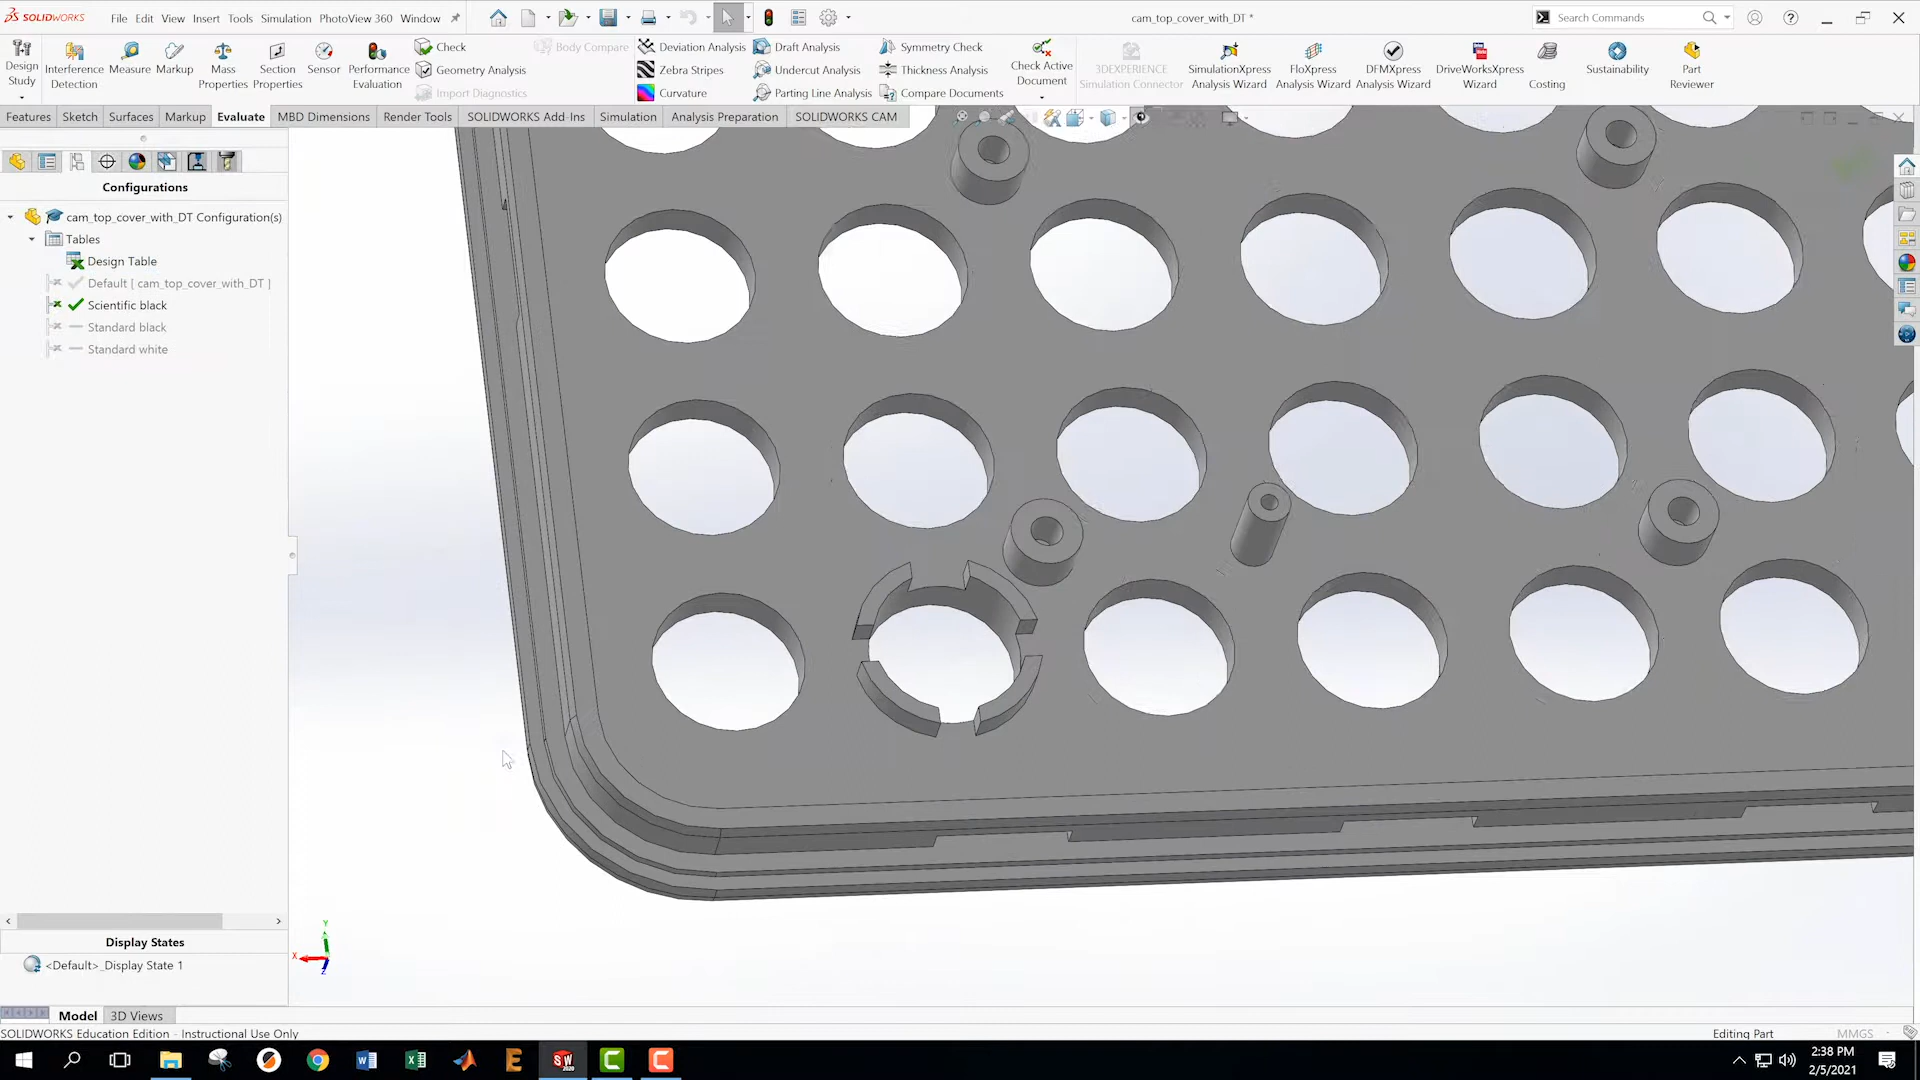 SOLIDWORKS File Edit View Insert Tools Simulation PhotoView 360 Window cam_top_cover_with_DT * Search Commands
Design Study
Interference Detection
Measure
Markup
Mass Properties
Section Properties
Sensor
Performance Evaluation
Check
Geometry Analysis
Import Diagnostics
Body Compare
Deviation Analysis
Zebra Stripes
Curvature
Draft Analysis
Undercut Analysis
Parting Line Analysis
Symmetry Check
Thickness Analysis
Compare Documents
Check Active Document
3DEXPERIENCE Simulation Connector
SimulationXpress Analysis Wizard
FloXpress Analysis Wizard
DFMXpress Analysis Wizard
DriveWorksXpress Wizard
Costing
Sustainability
Part Reviewer
Features Sketch Surfaces Markup Evaluate MBD Dimensions Render Tools SOLIDWORKS Add-Ins Simulation Analysis Preparation SOLIDWORKS CAM
Configurations
cam_top_cover_with_DT Configuration(s)
Tables
Design Table
Default [ cam_top_cover_with_DT ]
Scientific black
Standard black
Standard white
Display States
<Default>_Display State 1
Y
X
Z
Model 3D Views
SOLIDWORKS Education Edition - Instructional Use Only Editing Part MMGS
2:38 PM
2/5/2021